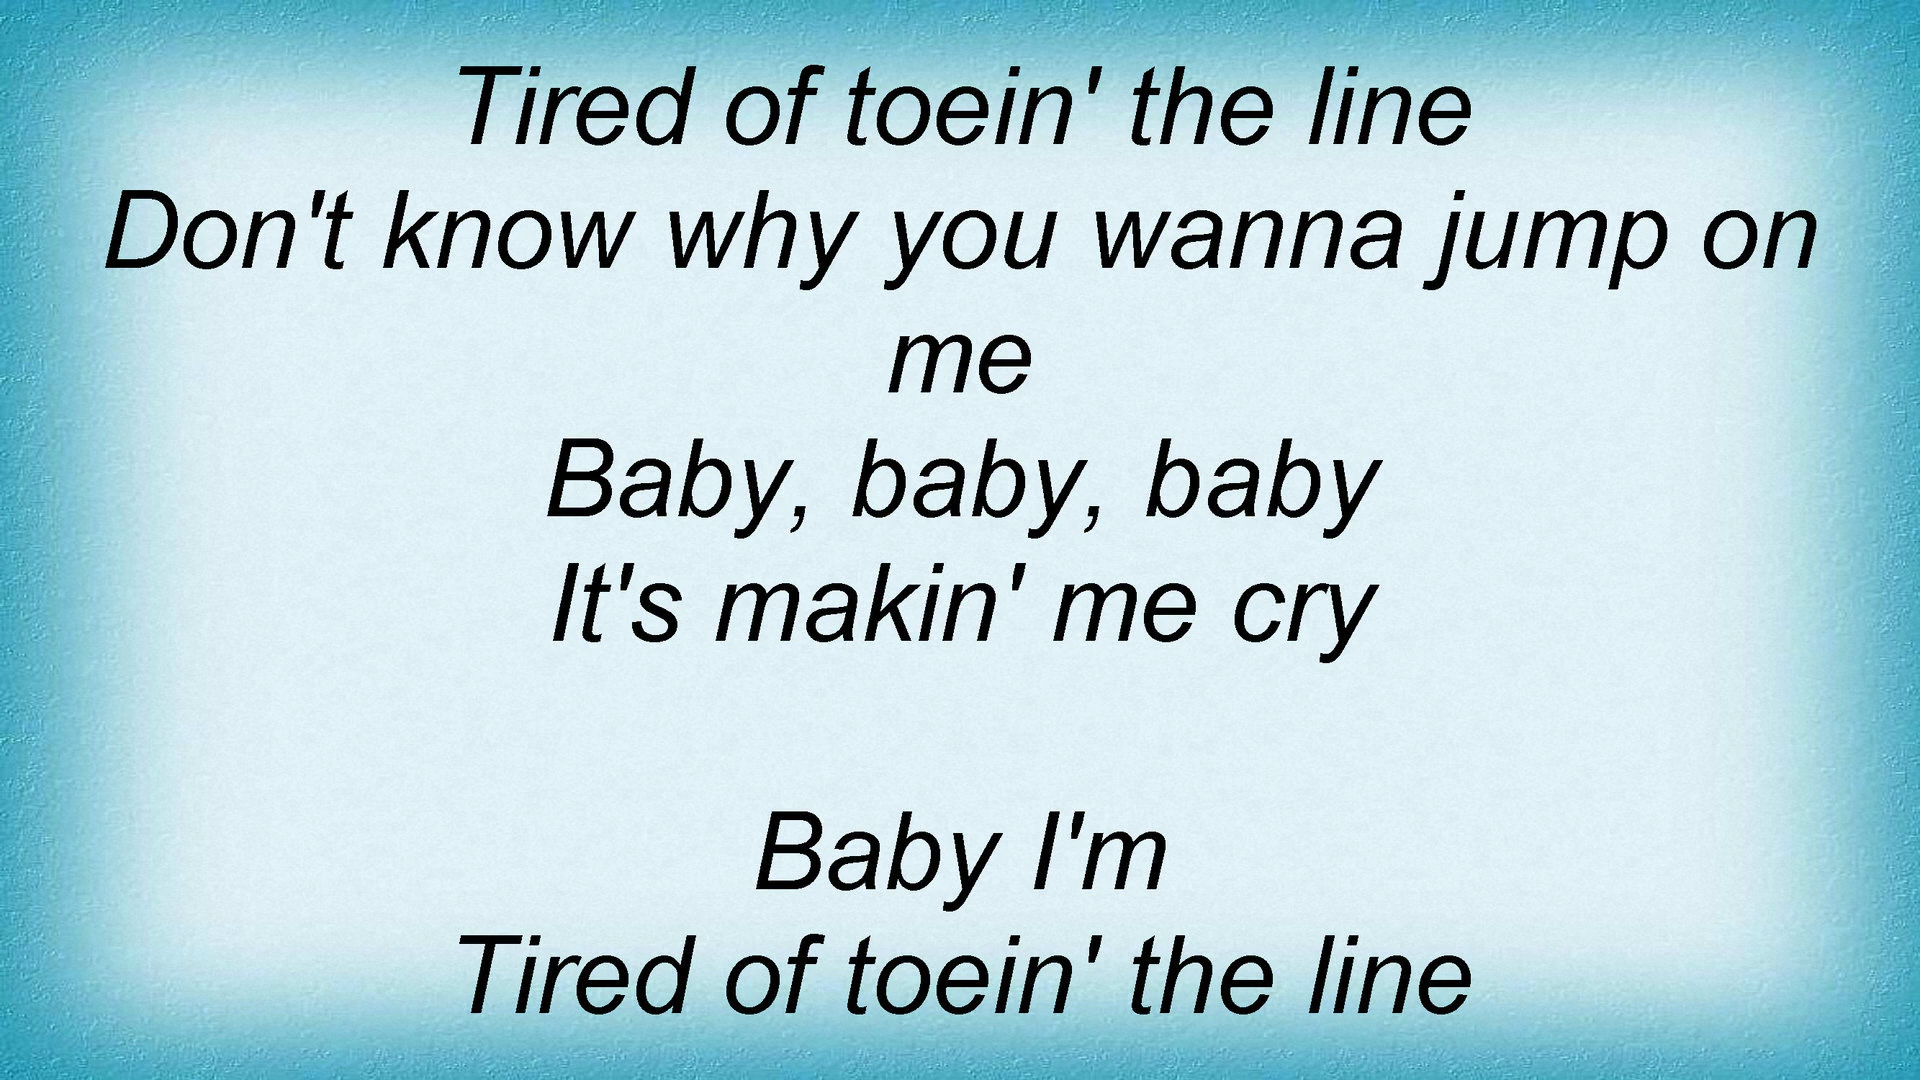 Tired of toein' the line
Don't know why you wanna jump on
me
Baby, baby, baby
It's makin' me cry
Baby I'm
Tired of toein' the line